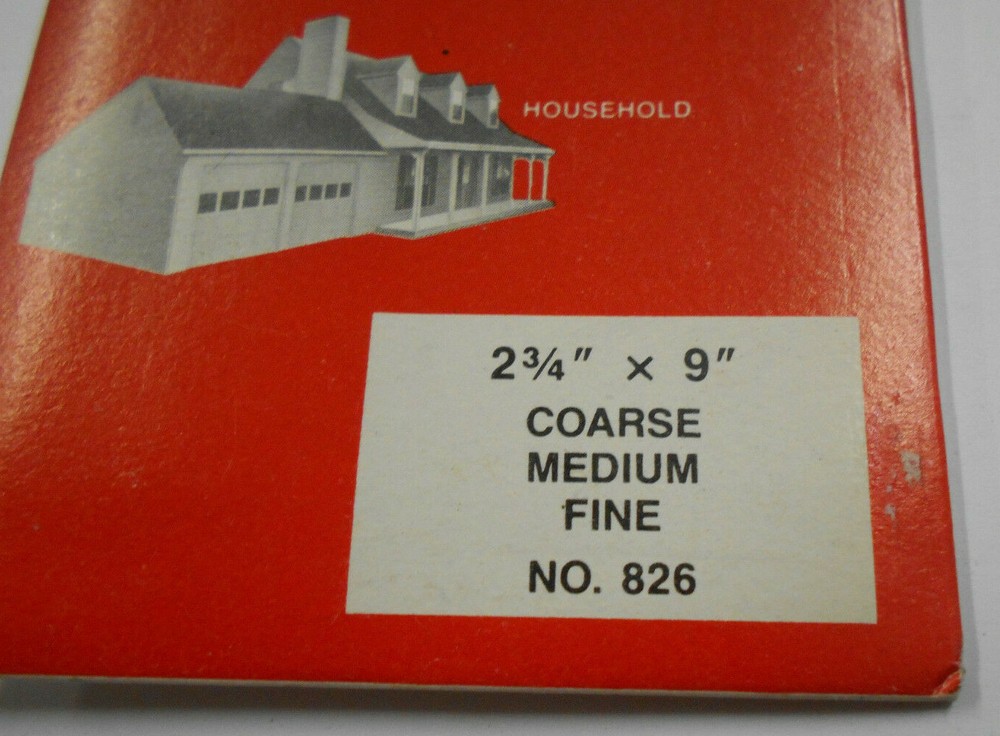 HOUSEHOLD
2¾" × 9"
COARSE
MEDIUM
FINE
NO. 826